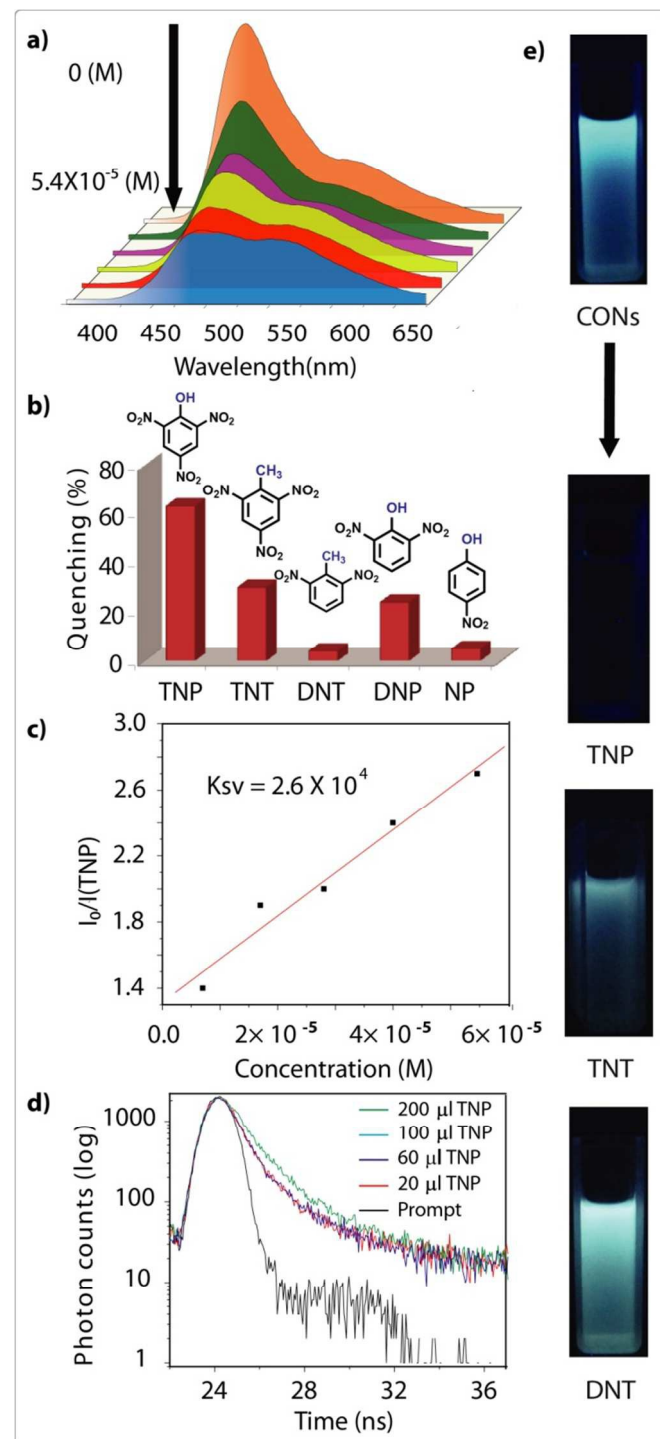 a)
0 (M)
5.4X10⁻⁵ (M)
400 450 500 550 600 650
Wavelength(nm)
b)
OH
O₂N NO₂
NO₂
CH₃
O₂N NO₂
NO₂
CH₃
O₂N NO₂
OH
O₂N NO₂
OH
NO₂
Quenching (%)
80
60
40
20
0
TNP TNT DNT DNP NP
c)
Ksv = 2.6 X 10⁴
I₀/I(TNP)
3.0
2.6
2.2
1.8
1.4
0.0 2× 10⁻⁵ 4× 10⁻⁵ 6× 10⁻⁵
Concentration (M)
d)
200 µl TNP
100 µl TNP
60 µl TNP
20 µl TNP
Prompt
Photon counts (log)
1000
100
10
1
24 28 32 36
Time (ns)
e)
CONs
TNP
TNT
DNT